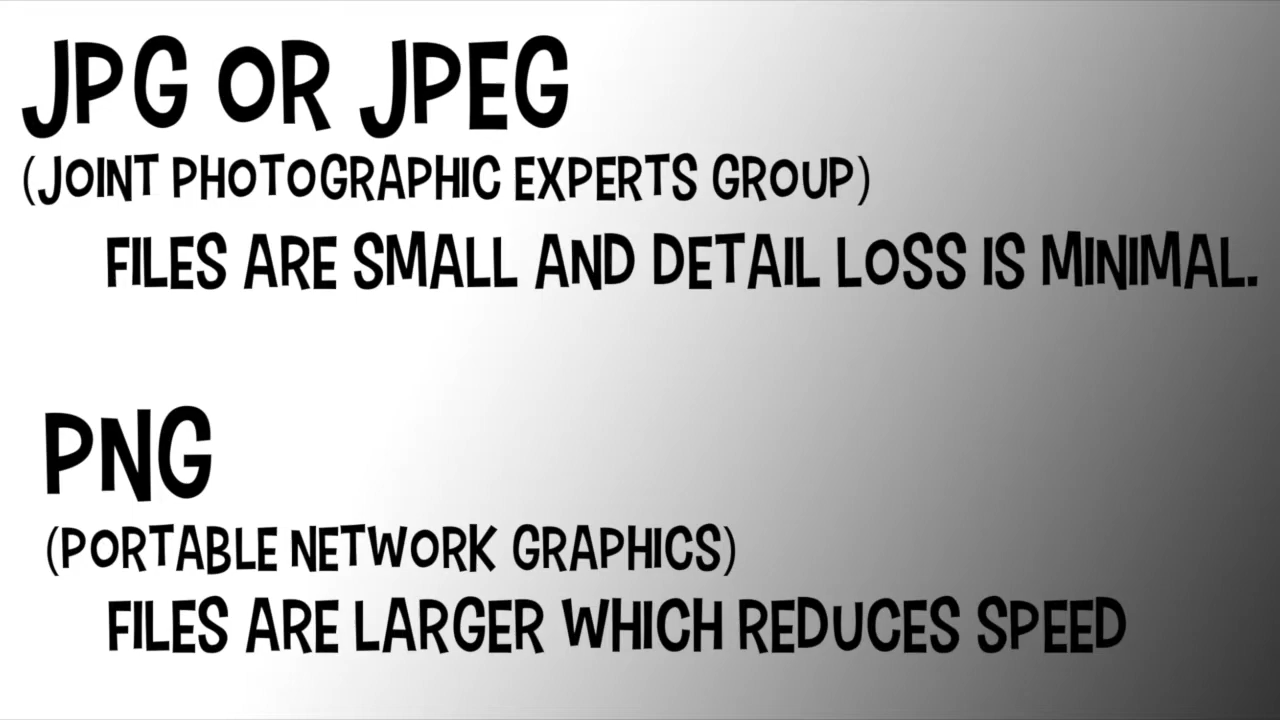 JPG OR JPEG
(JOINT PHOTOGRAPHIC EXPERTS GROUP)
FILES ARE SMALL AND DETAIL LOSS IS MINIMAL.
PNG
(PORTABLE NETWORK GRAPHICS)
FILES ARE LARGER WHICH REDUCES SPEED